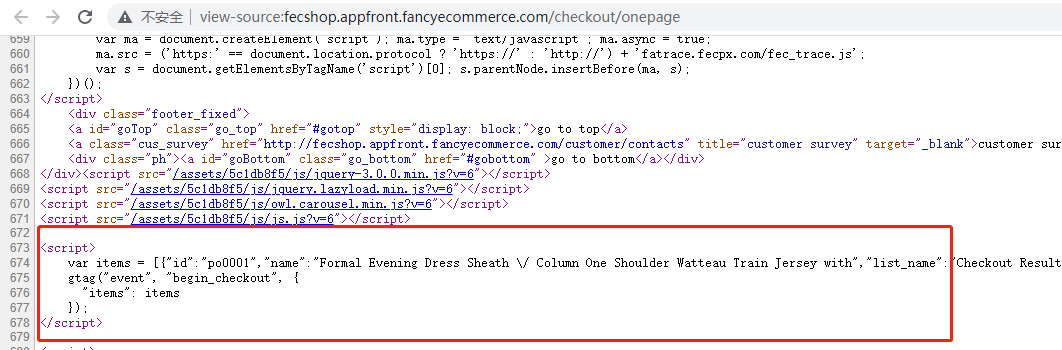 不安全 | view-source:fecshop.appfront.fancyecommerce.com/checkout/onepage
659 var ma = document.createElement('script'); ma.type = 'text/javascript'; ma.async = true;
660 ma.src = ('https:' == document.location.protocol ? 'https://' : 'http://') + 'fatrace.fecpx.com/fec_trace.js';
661 var s = document.getElementsByTagName('script')[0]; s.parentNode.insertBefore(ma, s);
662 })();
663 </script>
664 <div class="footer_fixed">
665 <a id="goTop" class="go_top" href="#gotop" style="display: block;">go to top</a>
666 <a class="cus_survey" href="http://fecshop.appfront.fancyecommerce.com/customer/contacts" title="customer survey" target="_blank">customer sur
667 <div class="ph"><a id="goBottom" class="go_bottom" href="#gobottom" >go to bottom</a></div>
668 </div><script src="/assets/5c1db8f5/js/jquery-3.0.0.min.js?v=6"></script>
669 <script src="/assets/5c1db8f5/js/jquery.lazyload.min.js?v=6"></script>
670 <script src="/assets/5c1db8f5/js/owl.carousel.min.js?v=6"></script>
671 <script src="/assets/5c1db8f5/js/js.js?v=6"></script>
672
673 <script>
674 var items = [{"id":"po0001","name":"Formal Evening Dress Sheath \/ Column One Shoulder Watteau Train Jersey with","list_name":"Checkout Result
675 gtag("event", "begin_checkout", {
676 "items": items
677 });
678 </script>
679